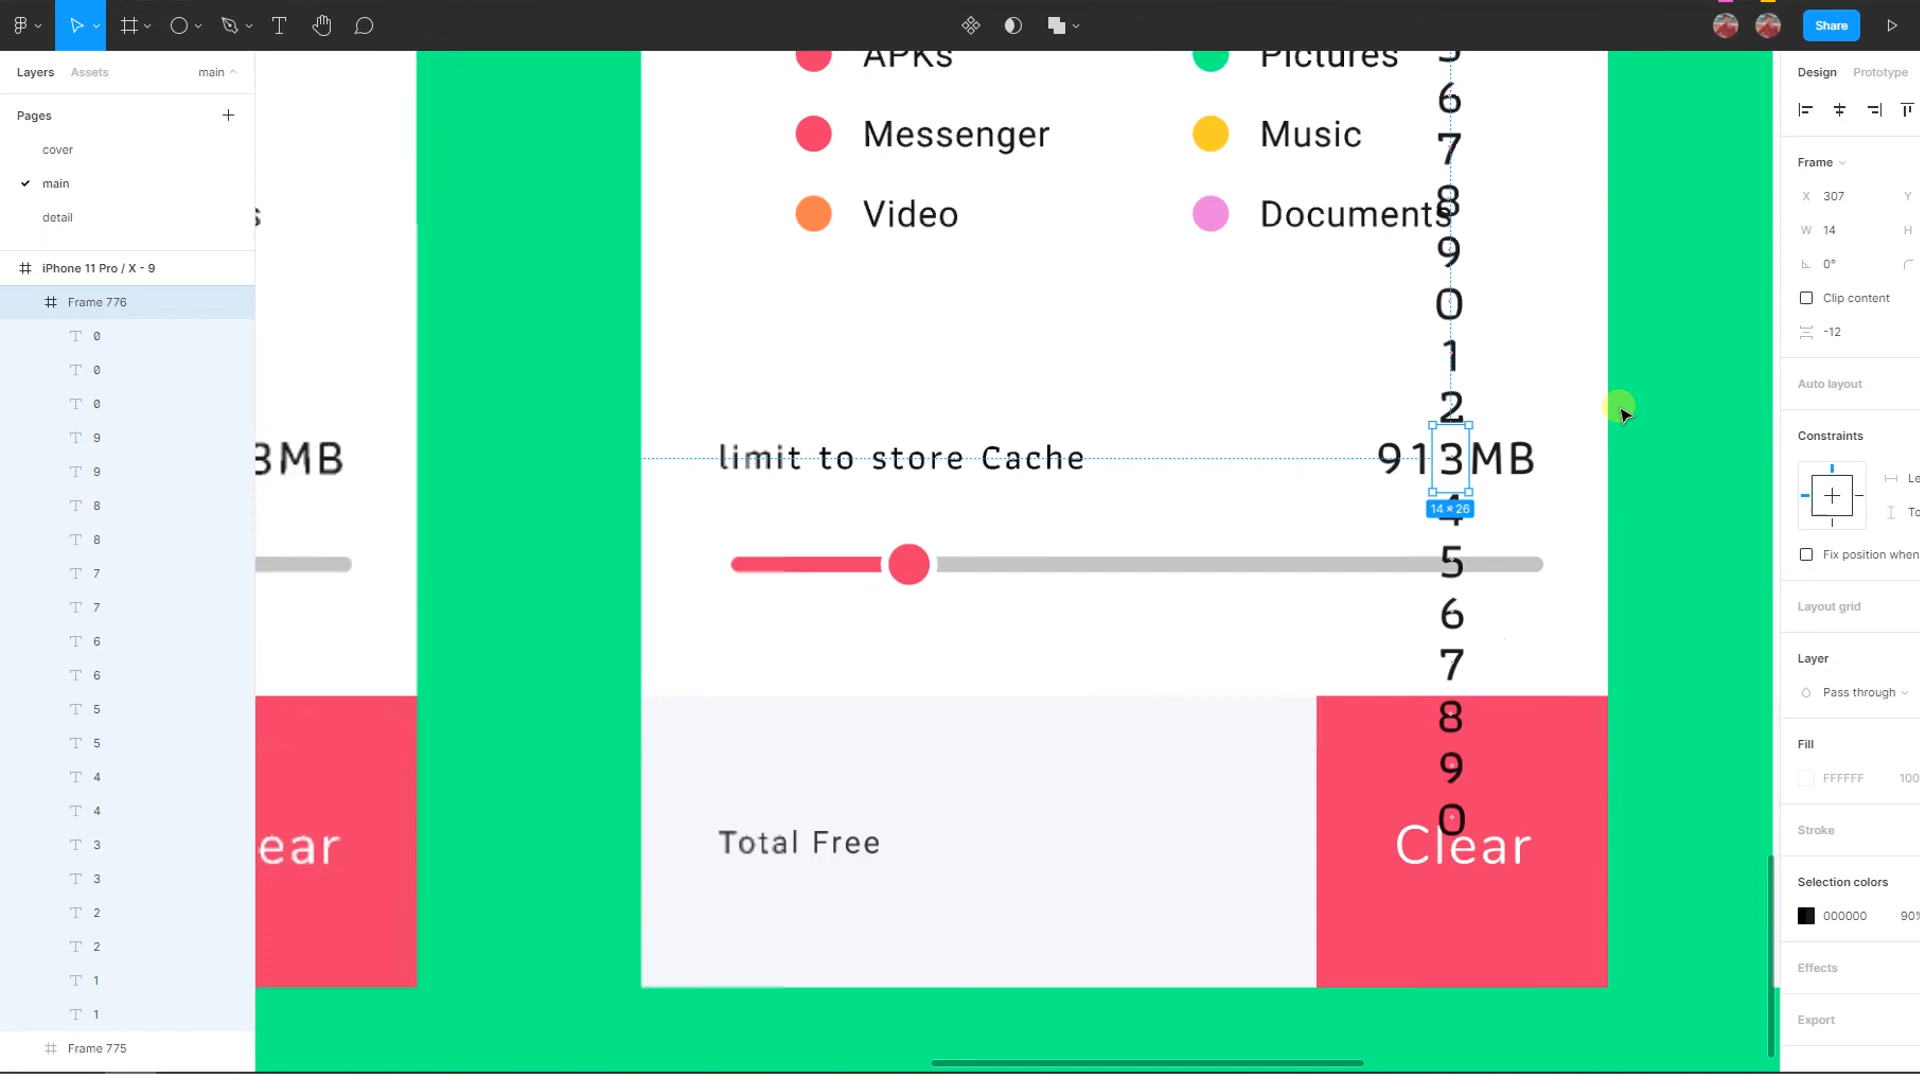 Share
Layers Assets main
Pages
cover
main
detail
iPhone 11 Pro / X - 9
Frame 776
0
0
0
9
9
8
8
7
7
6
6
5
5
4
4
3
3
2
2
1
1
Frame 775
3MB
ear
APKs Pictures
Messenger Music
Video Documents
6
7
8
9
0
1
2
limit to store Cache 913MB
14 × 26
5
6
7
8
9
0
Total Free Clear
Design Prototype
Frame
X 307 Y
W 14 H
0°
Clip content
-12
Auto layout
Constraints
Le
To
Fix position when
Layout grid
Layer
Pass through
Fill
FFFFFF 100
Stroke
Selection colors
000000 90%
Effects
Export